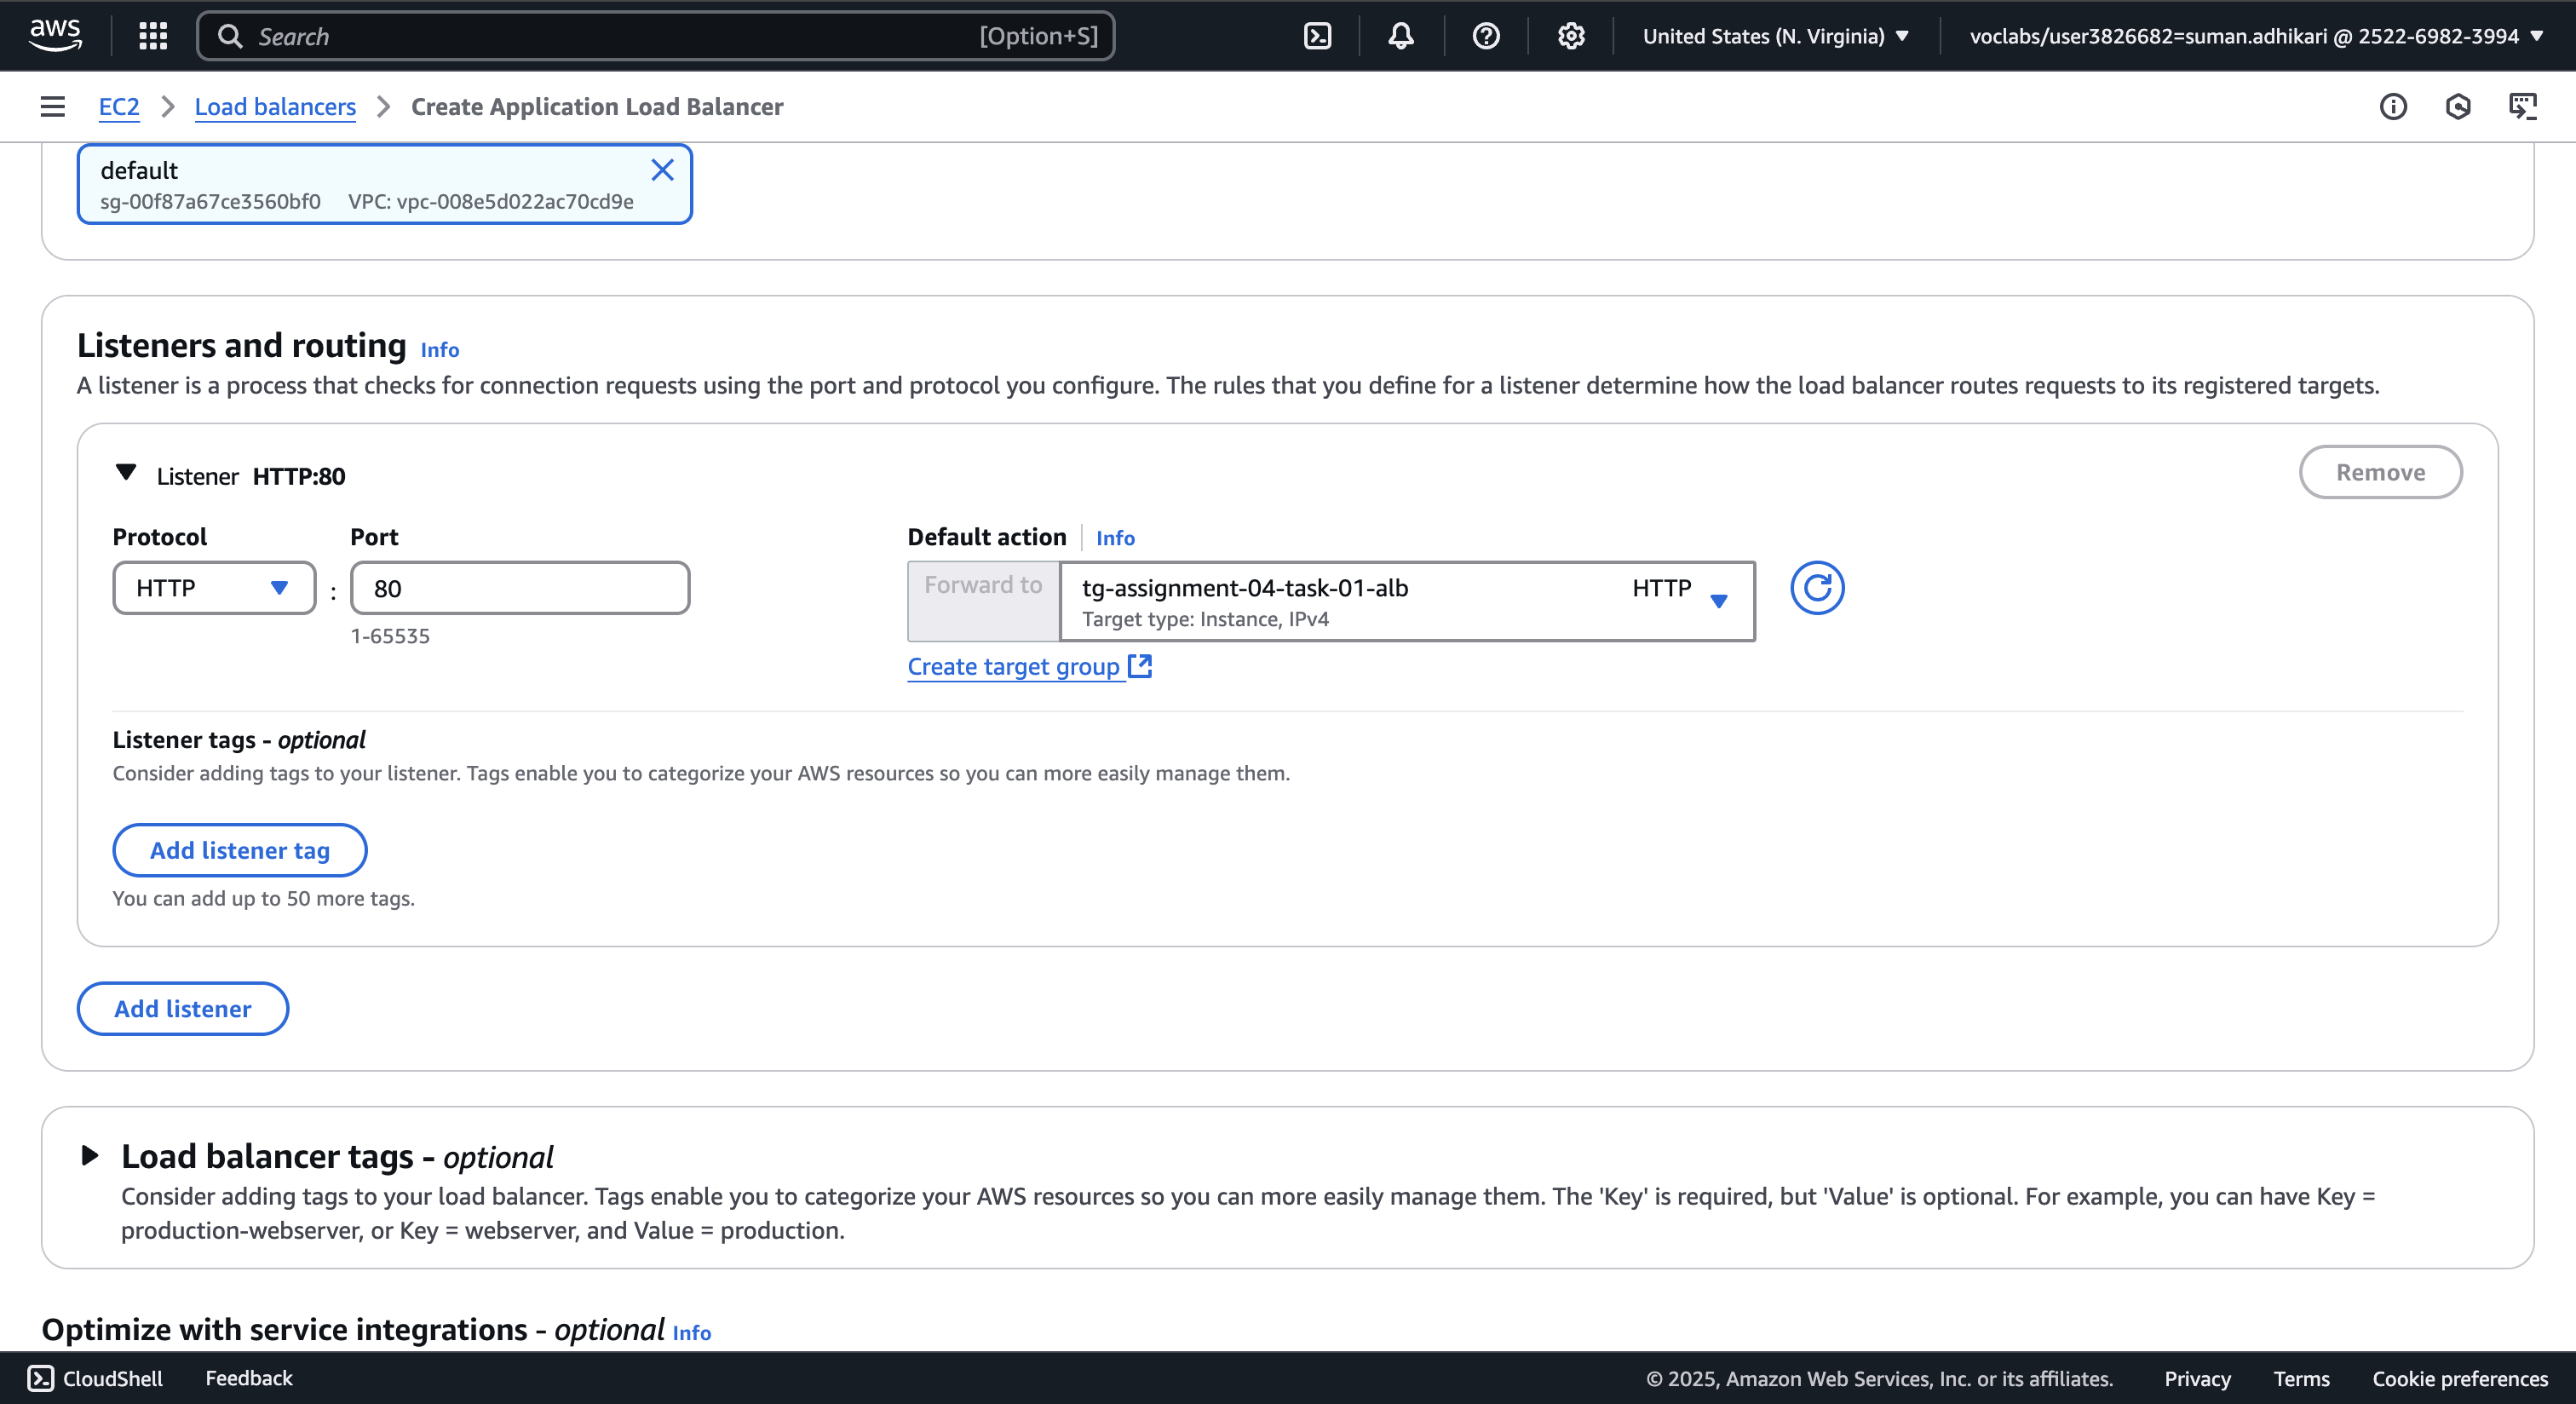 aws
Search [Option+S]
United States (N. Virginia)
voclabs/user3826682=suman.adhikari @ 2522-6982-3994
EC2 Load balancers Create Application Load Balancer
default
sg-00f87a67ce3560bf0 VPC: vpc-008e5d022ac70cd9e
Listeners and routing Info
A listener is a process that checks for connection requests using the port and protocol you configure. The rules that you define for a listener determine how the load balancer routes requests to its registered targets.
Listener HTTP:80
Remove
Protocol Port Default action Info
HTTP : 80 Forward to tg-assignment-04-task-01-alb HTTP
Target type: Instance, IPv4
1-65535
Create target group
Listener tags - optional
Consider adding tags to your listener. Tags enable you to categorize your AWS resources so you can more easily manage them.
Add listener tag
You can add up to 50 more tags.
Add listener
Load balancer tags - optional
Consider adding tags to your load balancer. Tags enable you to categorize your AWS resources so you can more easily manage them. The 'Key' is required, but 'Value' is optional. For example, you can have Key =
production-webserver, or Key = webserver, and Value = production.
Optimize with service integrations - optional Info
CloudShell Feedback © 2025, Amazon Web Services, Inc. or its affiliates. Privacy Terms Cookie preferences